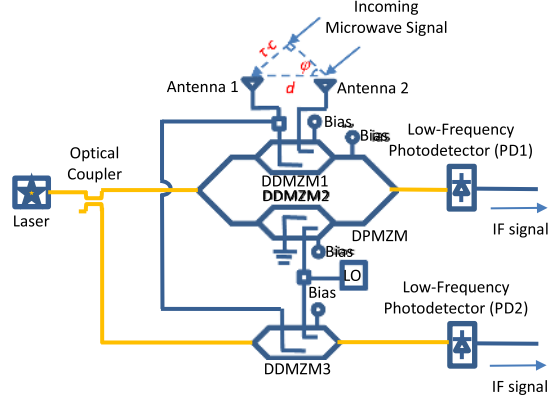 Incoming
Microwave Signal
τ·c
φ
Antenna 1
d
Antenna 2
Bias
Bias
Low-Frequency
Photodetector (PD1)
Optical
Coupler
DDMZM1
DDMZM2
Laser
DPMZM
IF signal
Bias
LO
Low-Frequency
Photodetector (PD2)
Bias
DDMZM3
IF signal